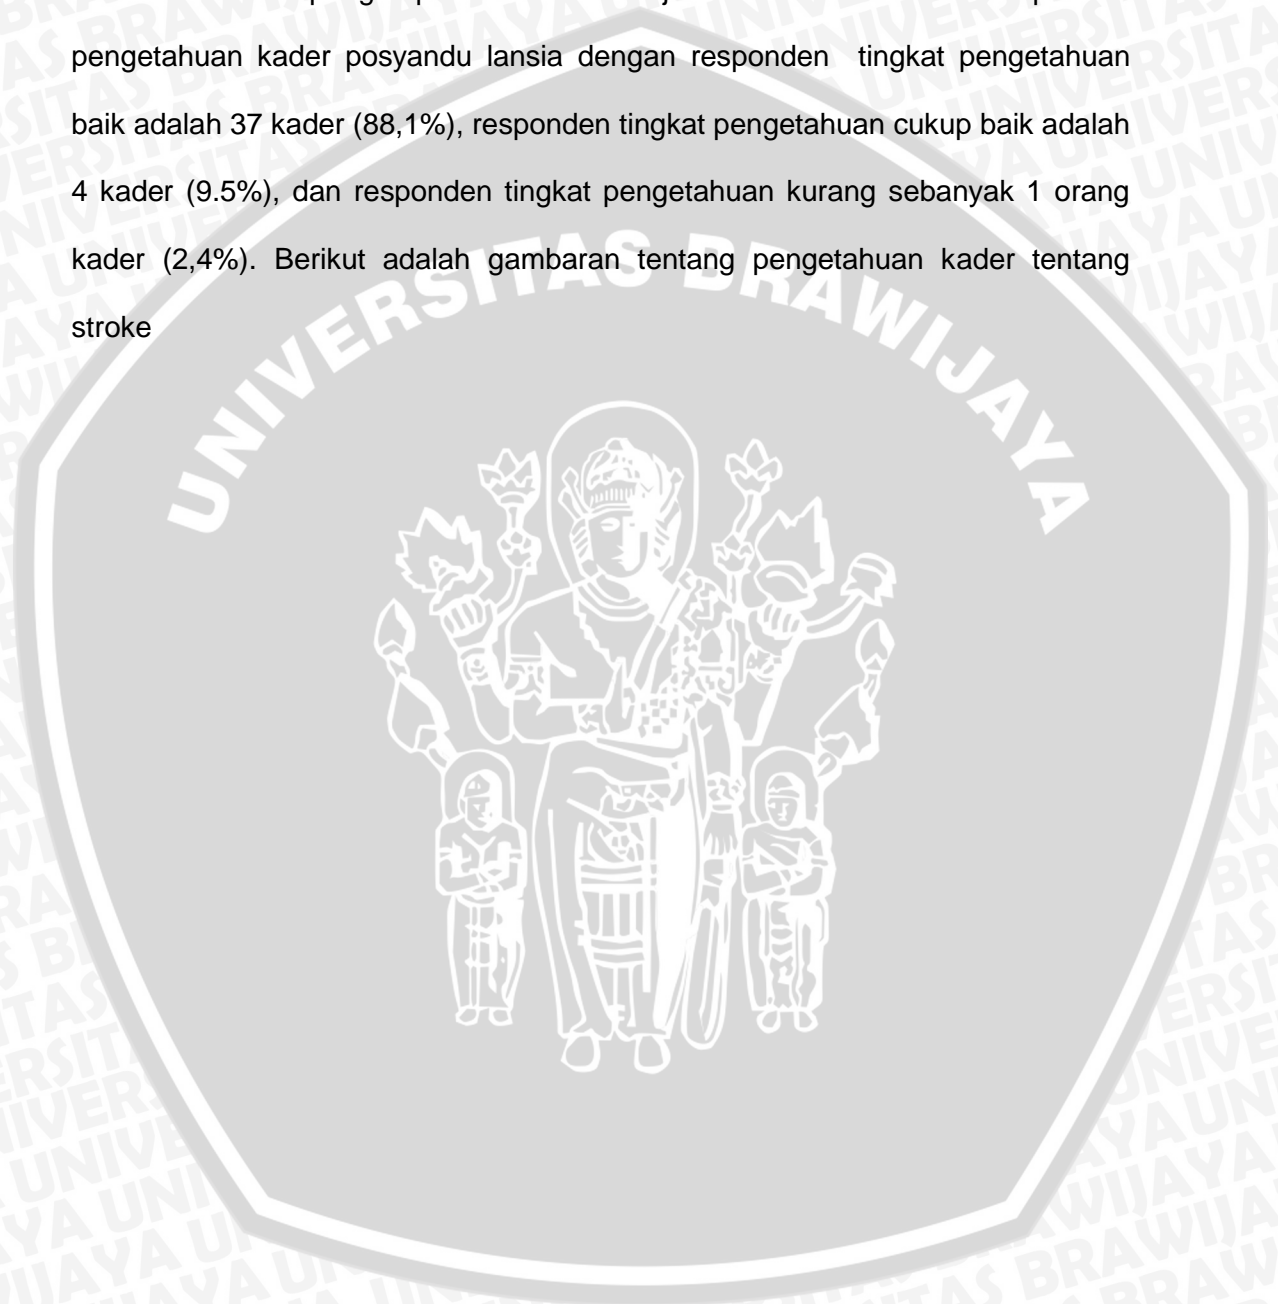 pengetahuan kader posyandu lansia dengan responden tingkat pengetahuan
baik adalah 37 kader (88,1%), responden tingkat pengetahuan cukup baik adalah
4 kader (9.5%), dan responden tingkat pengetahuan kurang sebanyak 1 orang
kader (2,4%). Berikut adalah gambaran tentang pengetahuan kader tentang
stroke
UNIVERSITAS BRAWIJAYA